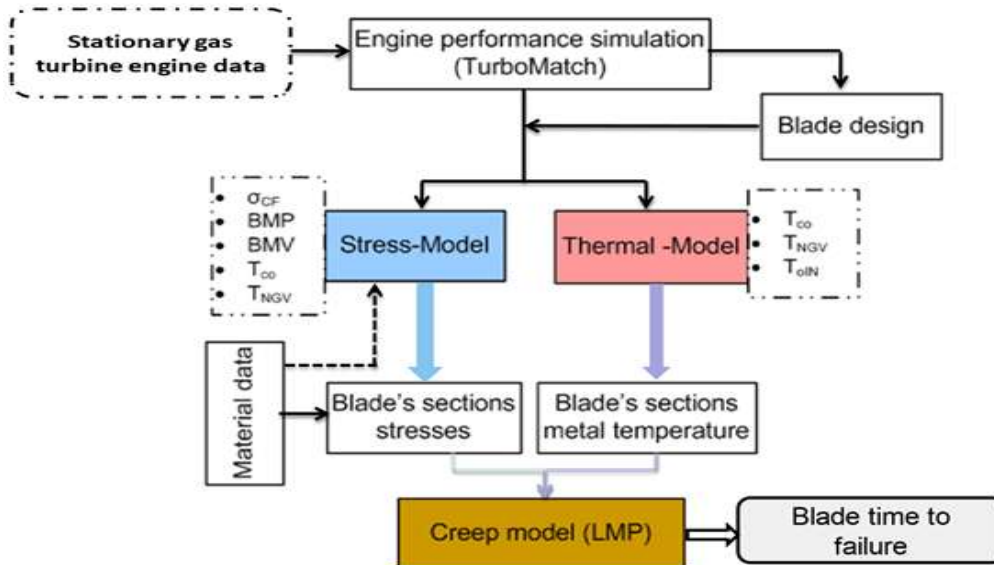 Stationary gas
turbine engine data
Engine performance simulation
(TurboMatch)
Blade design
• σCF
• BMP
• BMV
• Tco
• TNGV
Stress-Model
Thermal -Model
• Tco
• TNGV
• ToIN
Material data
Blade's sections
stresses
Blade's sections
metal temperature
Creep model (LMP)
Blade time to
failure